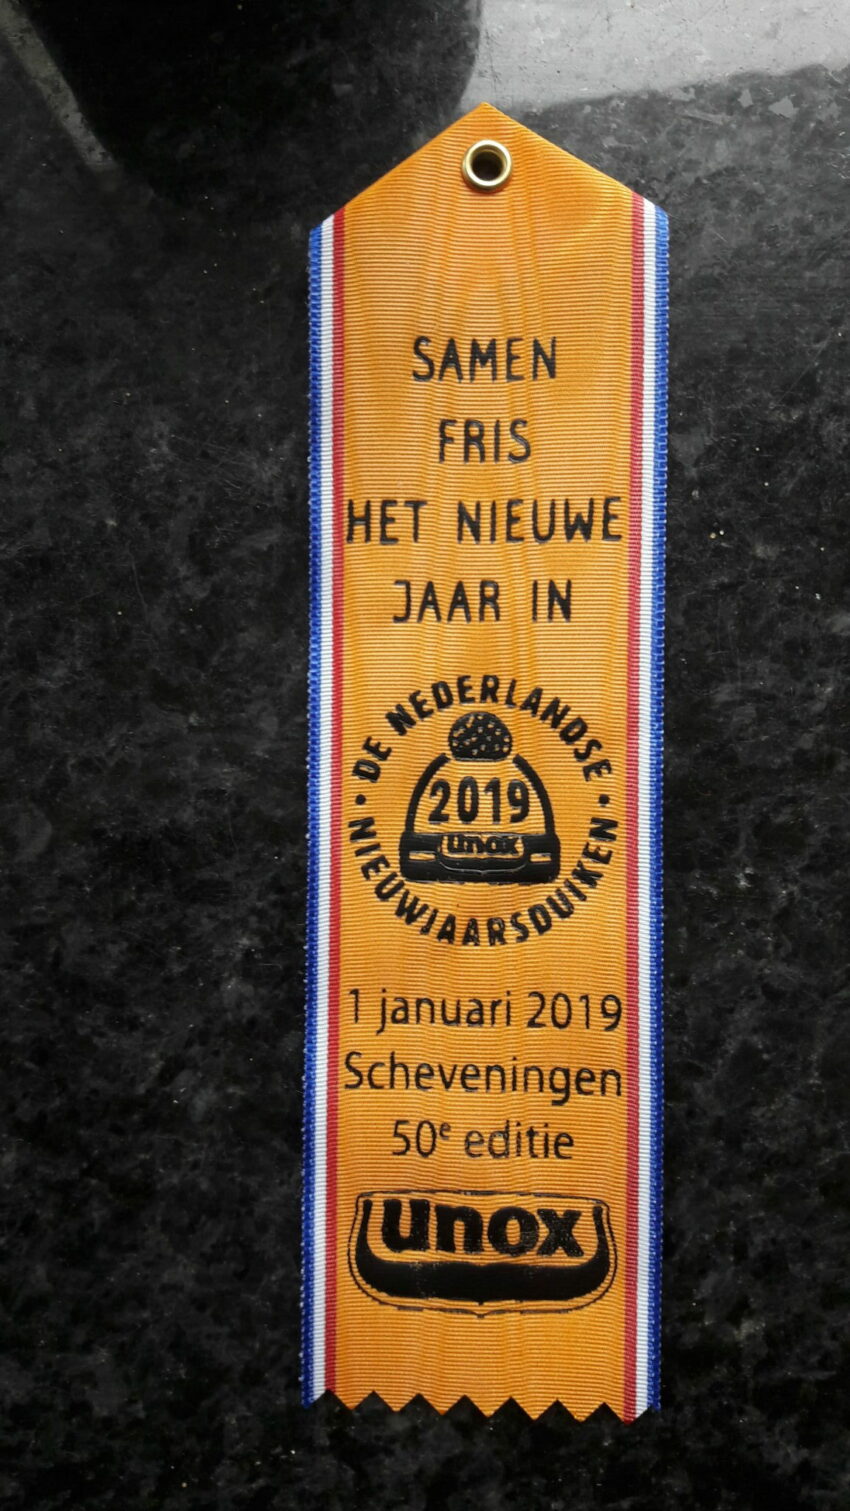 SAMEN
FRIS
HET NIEUWE
JAAR IN
• DE NEDERLANDSE •
2019
unox
NIEUWJAARSDUIKEN
1 januari 2019
Scheveningen
50e editie
unox